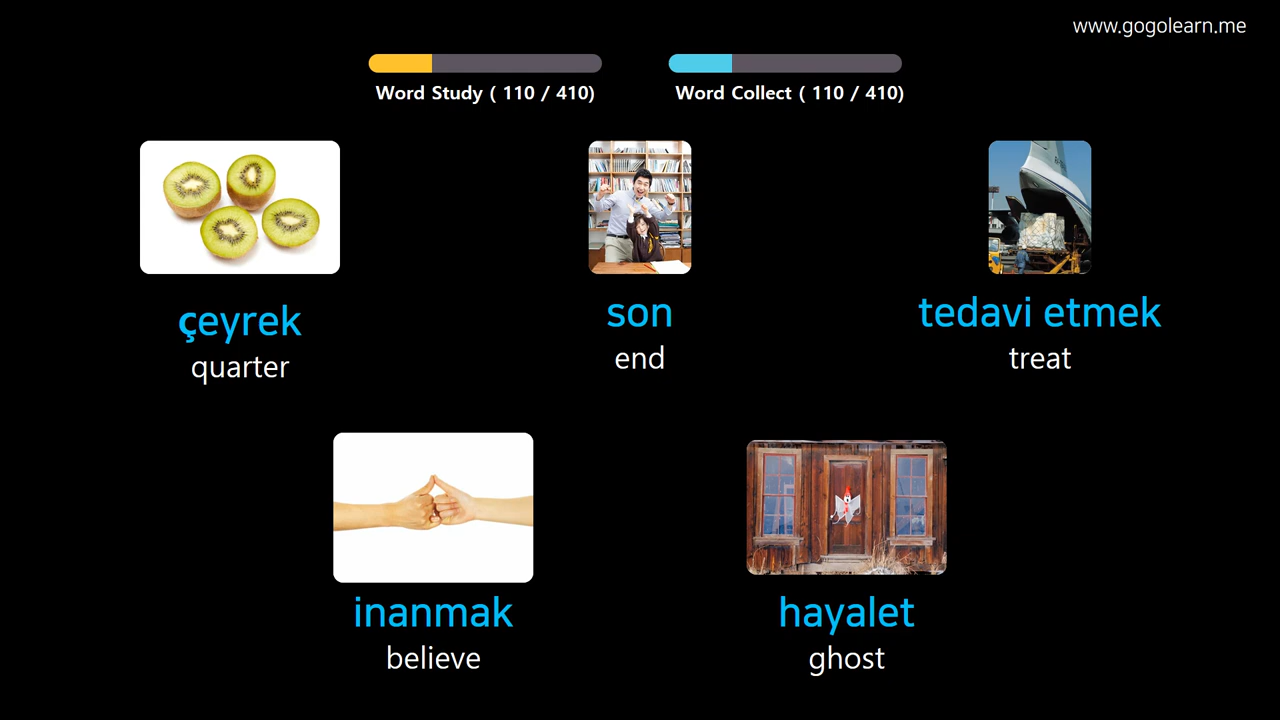 www.gogolearn.me
Word Study ( 110 / 410)
Word Collect ( 110 / 410)
çeyrek
quarter
son
end
tedavi etmek
treat
inanmak
believe
hayalet
ghost